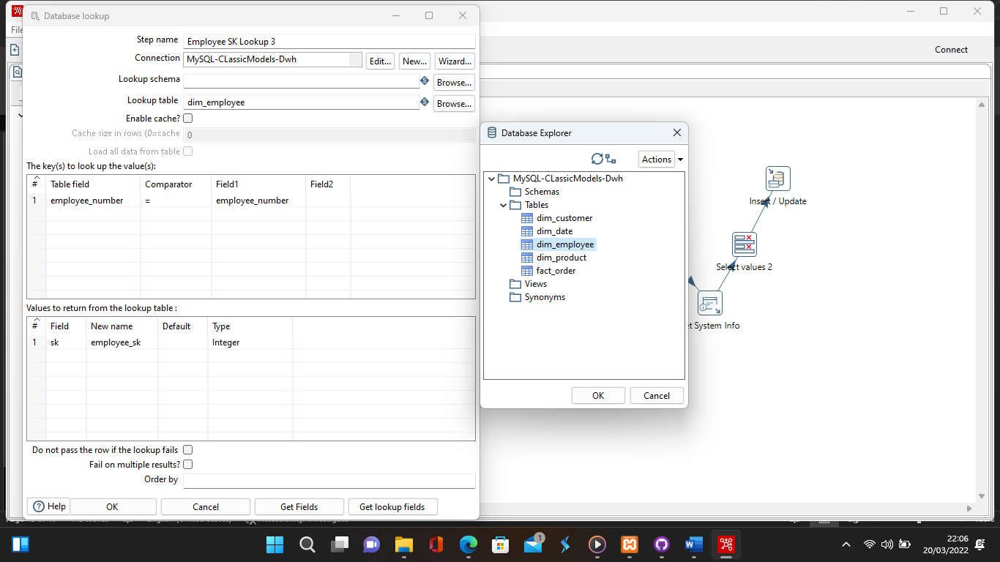 Database lookup
File
Step name Employee SK Lookup 3
Connection MySQL-CLassicModels-Dwh Edit... New... Wizard...
Lookup schema Browse...
Lookup table dim_employee Browse...
Enable cache?
Cache size in rows (0=cache 0
Load all data from table
The key(s) to look up the value(s):
# Table field Comparator Field1 Field2
1 employee_number = employee_number
Values to return from the lookup table :
# Field New name Default Type
1 sk employee_sk Integer
Do not pass the row if the lookup fails
Fail on multiple results?
Order by
Help OK Cancel Get Fields Get lookup fields
Connect
Database Explorer
Actions
MySQL-CLassicModels-Dwh
Schemas
Tables
dim_customer
dim_date
dim_employee
dim_product
fact_order
Views
Synonyms
OK Cancel
Insert / Update
Select values 2
t System Info
1
22:06
20/03/2022